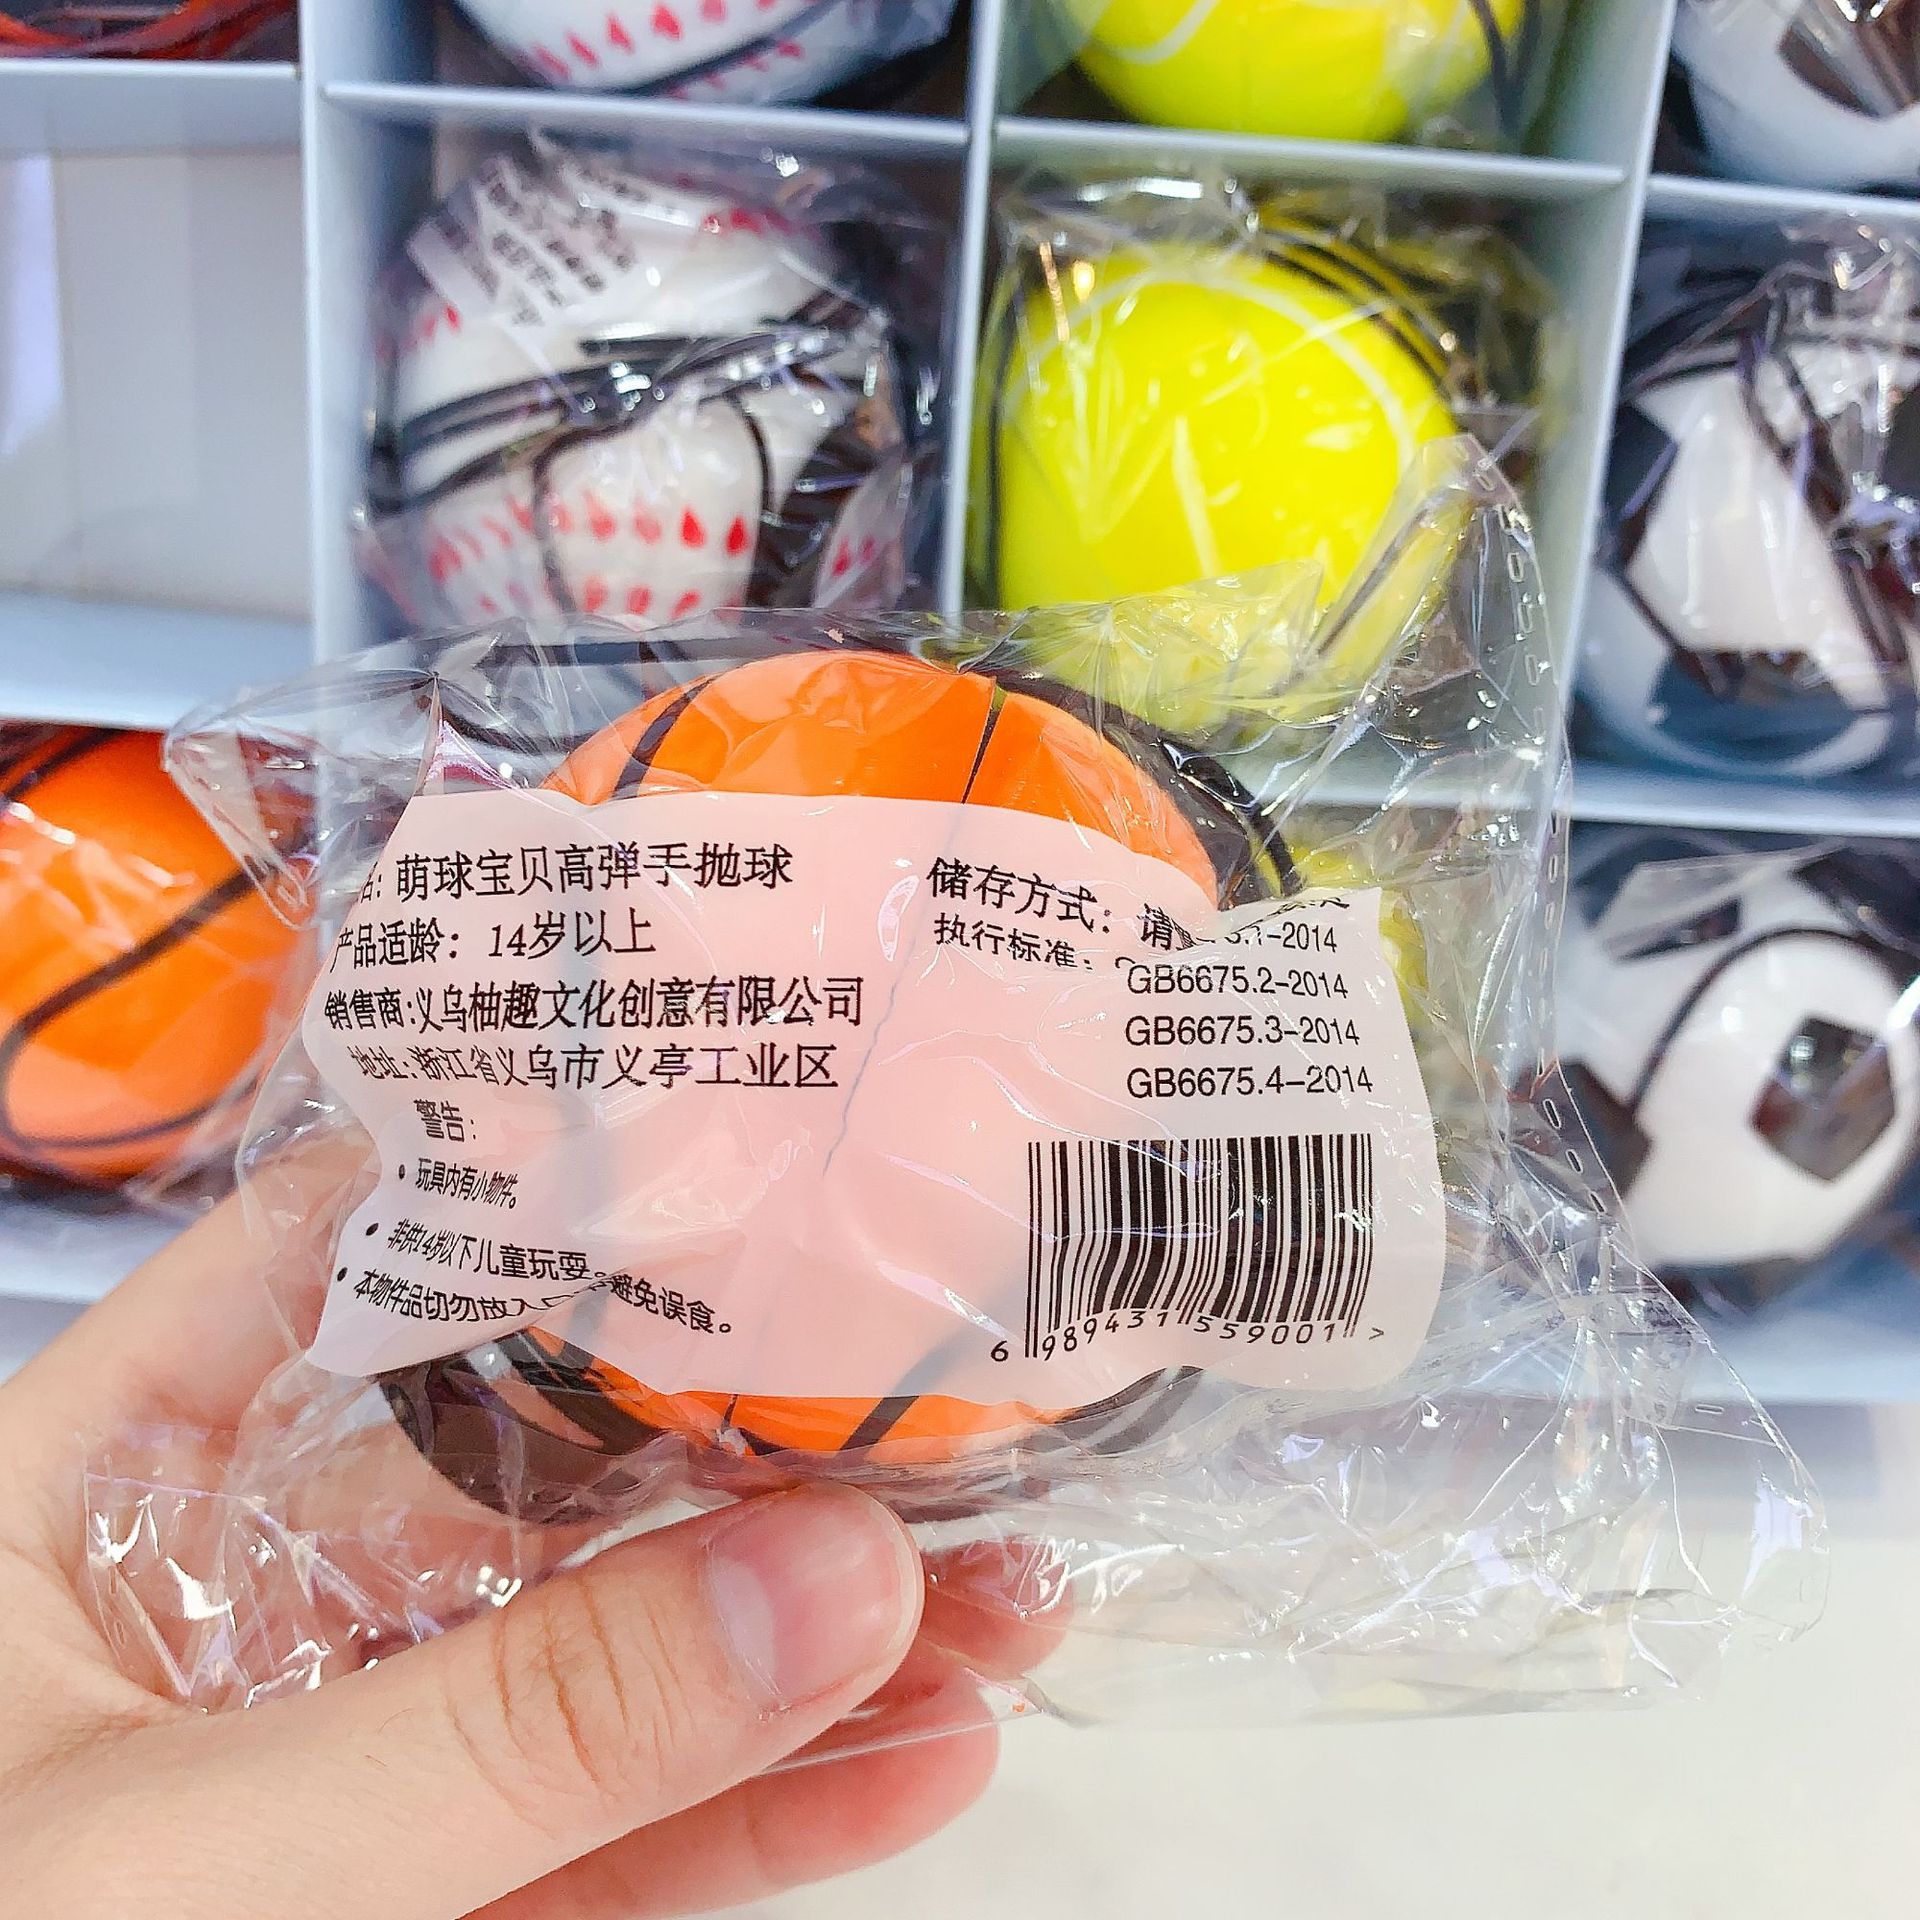 名: 萌球宝贝高弹手抛球
产品适龄: 14岁以上
销售商:义乌柚趣文化创意有限公司
地址:浙江省义乌市义亭工业区
警告:
• 玩具内有小物件。
• 非供14岁以下儿童玩耍。避免误食。
• 本物件品切勿放入
储存方式: 请
执行标准: .1-2014
GB6675.2-2014
GB6675.3-2014
GB6675.4-2014
6 989431 559001 >